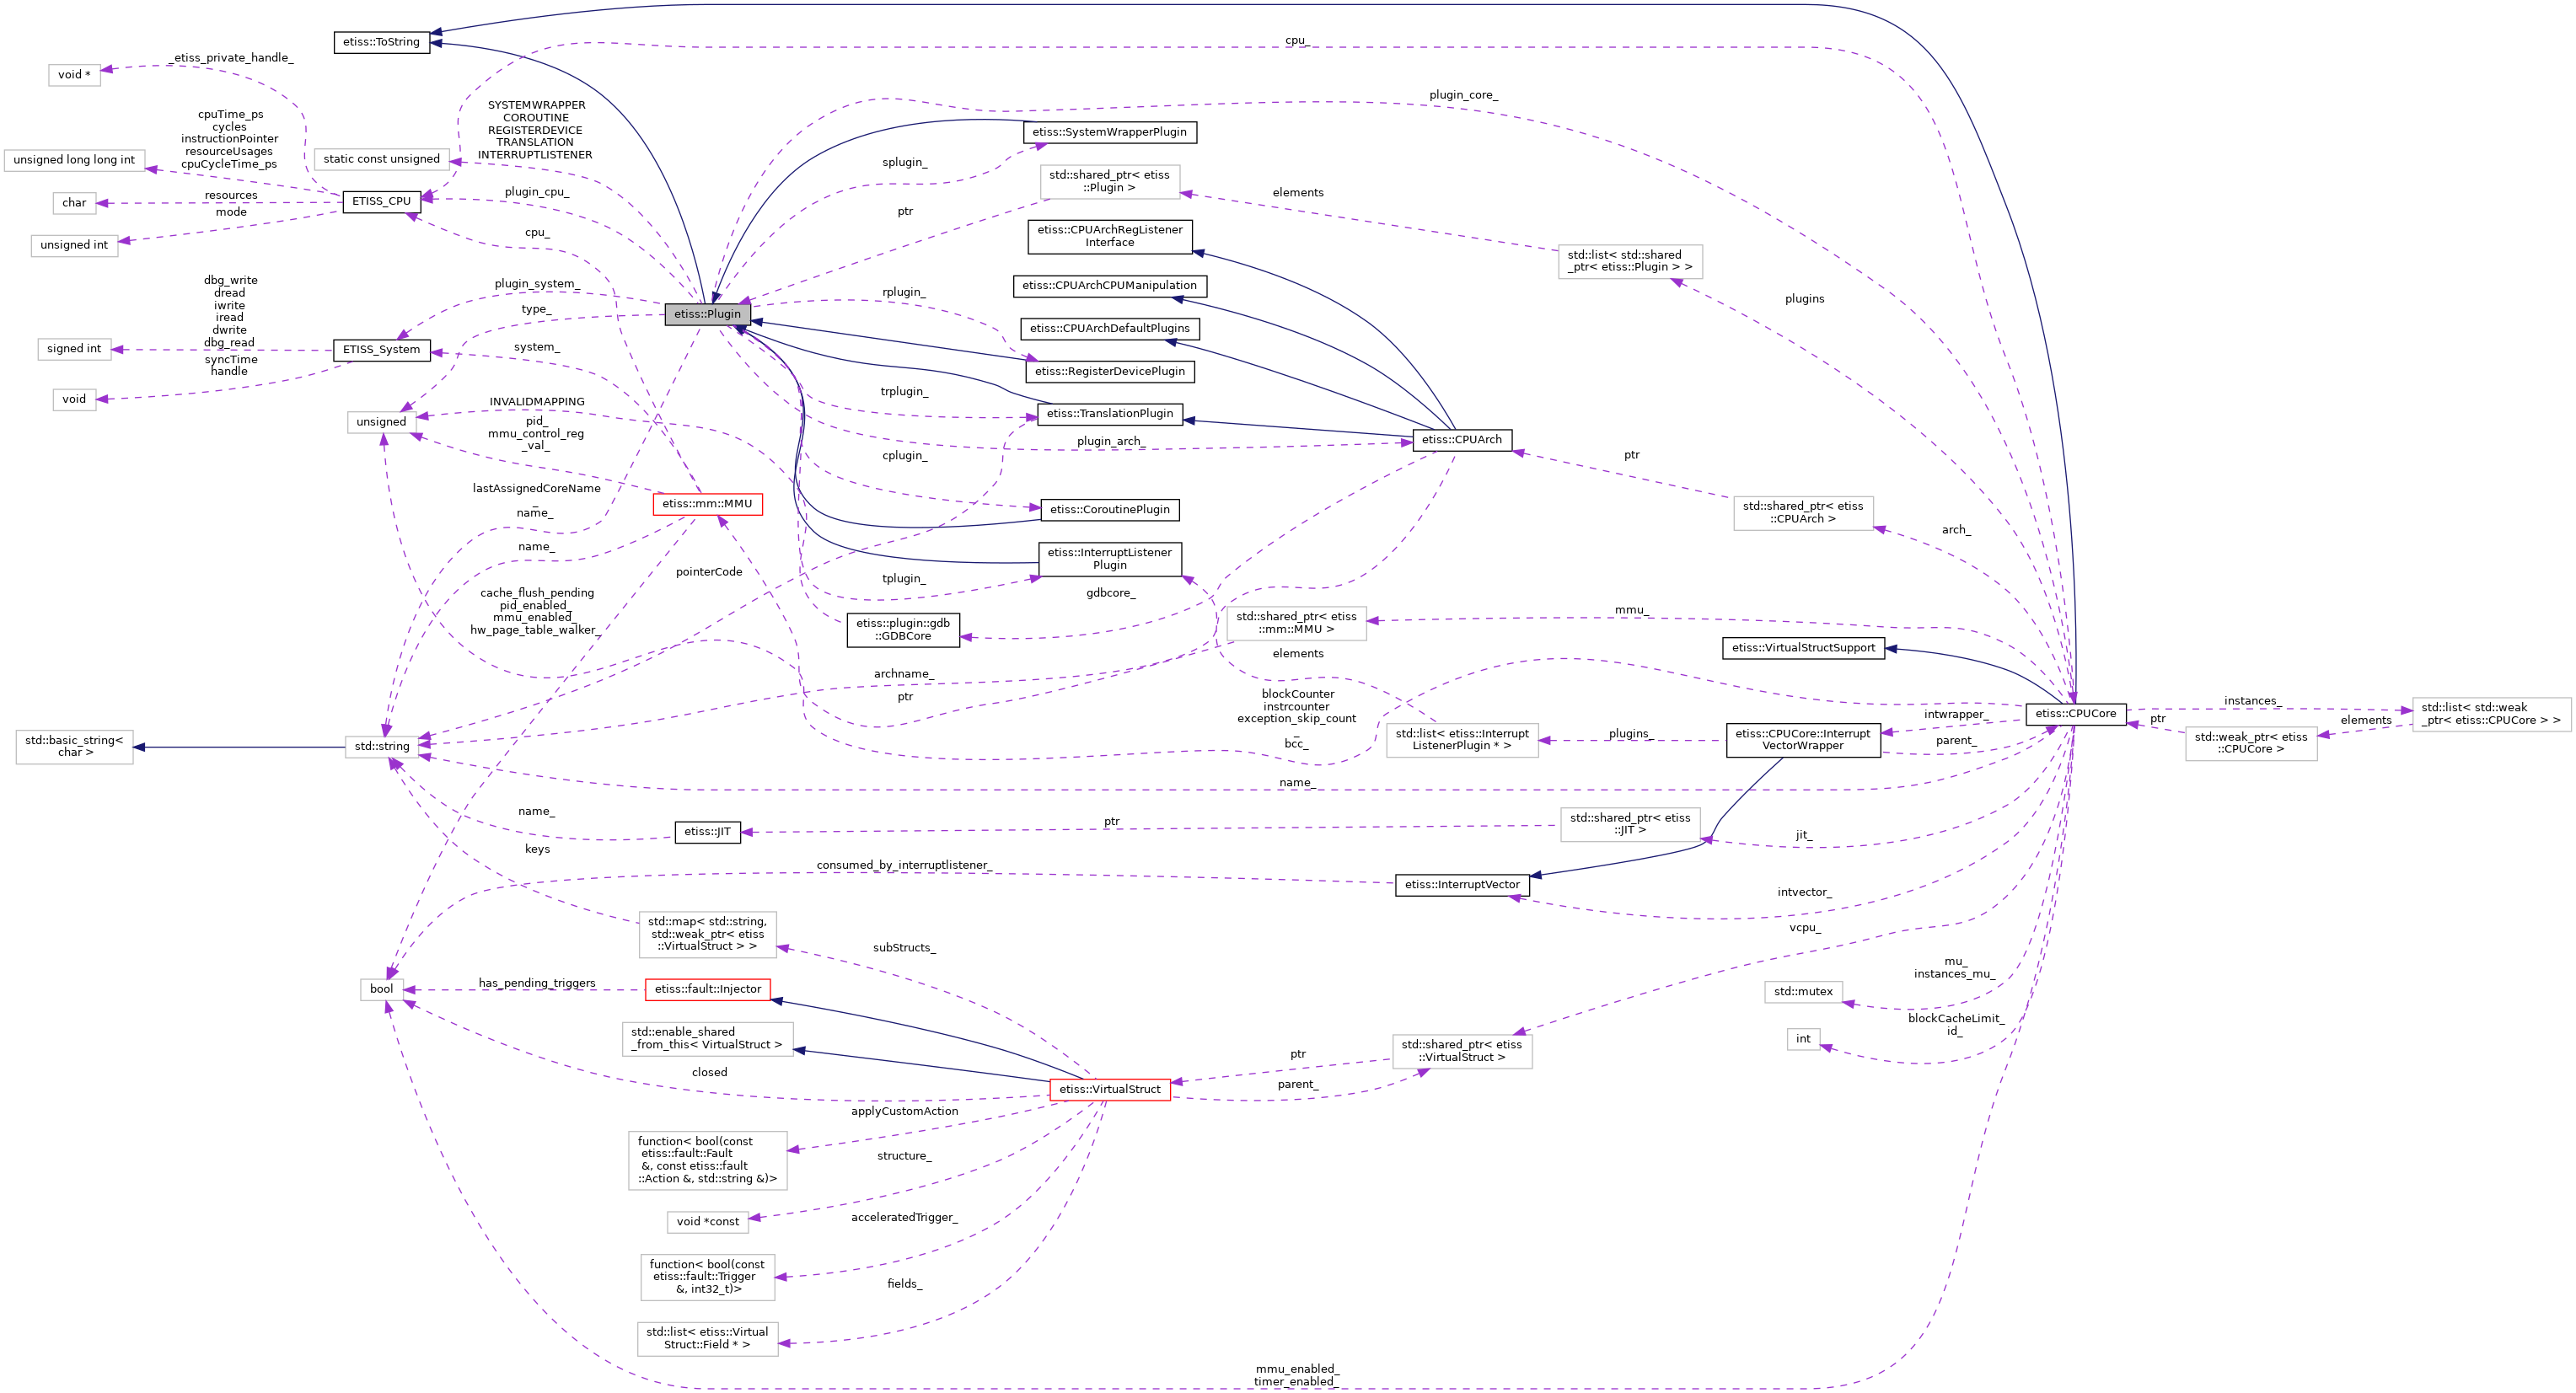 etiss::ToString
cpu_
_etiss_private_handle_
void *
plugin_core_
SYSTEMWRAPPER
COROUTINE
REGISTERDEVICE
TRANSLATION
INTERRUPTLISTENER
cpuTime_ps
cycles
instructionPointer
resourceUsages
cpuCycleTime_ps
etiss::SystemWrapperPlugin
unsigned long long int
static const unsigned
splugin_
std::shared_ptr< etiss
::Plugin >
elements
plugin_cpu_
resources
char
ETISS_CPU
mode
ptr
unsigned int
cpu_
etiss::CPUArchRegListener
Interface
std::list< std::shared
_ptr< etiss::Plugin > >
dbg_write
dread
iwrite
iread
dwrite
dbg_read
plugin_system_
etiss::CPUArchCPUManipulation
rplugin_
plugins
type_
etiss::Plugin
etiss::CPUArchDefaultPlugins
signed int
ETISS_System
system_
syncTime
handle
etiss::RegisterDevicePlugin
void
INVALIDMAPPING
trplugin_
etiss::TranslationPlugin
unsigned
pid_
mmu_control_reg
_val_
plugin_arch_
etiss::CPUArch
cplugin_
ptr
lastAssignedCoreName
_
name_
etiss::mm::MMU
etiss::CoroutinePlugin
std::shared_ptr< etiss
::CPUArch >
arch_
name_
etiss::InterruptListener
Plugin
pointerCode
tplugin_
gdbcore_
cache_flush_pending
pid_enabled_
mmu_enabled_
hw_page_table_walker_
etiss::plugin::gdb
::GDBCore
std::shared_ptr< etiss
::mm::MMU >
mmu_
etiss::VirtualStructSupport
elements
archname_
ptr
blockCounter
instrcounter
exception_skip_count
_
bcc_
std::list< etiss::Interrupt
ListenerPlugin * >
plugins_
etiss::CPUCore::Interrupt
VectorWrapper
intwrapper_
parent_
etiss::CPUCore
instances_
ptr
std::weak_ptr< etiss
::CPUCore >
elements
std::list< std::weak
_ptr< etiss::CPUCore > >
std::basic_string<
char >
std::string
name_
name_
etiss::JIT
ptr
std::shared_ptr< etiss
::JIT >
jit_
keys
consumed_by_interruptlistener_
etiss::InterruptVector
intvector_
std::map< std::string,
std::weak_ptr< etiss
::VirtualStruct > >
subStructs_
vcpu_
mu_
instances_mu_
bool
has_pending_triggers
etiss::fault::Injector
std::mutex
blockCacheLimit_
id_
int
std::enable_shared
_from_this< VirtualStruct >
std::shared_ptr< etiss
::VirtualStruct >
ptr
closed
etiss::VirtualStruct
parent_
applyCustomAction
function< bool(const
etiss::fault::Fault
&, const etiss::fault
::Action &, std::string &)>
structure_
void *const
acceleratedTrigger_
function< bool(const
etiss::fault::Trigger
&, int32_t)>
fields_
std::list< etiss::Virtual
Struct::Field * >
mmu_enabled_
timer_enabled_